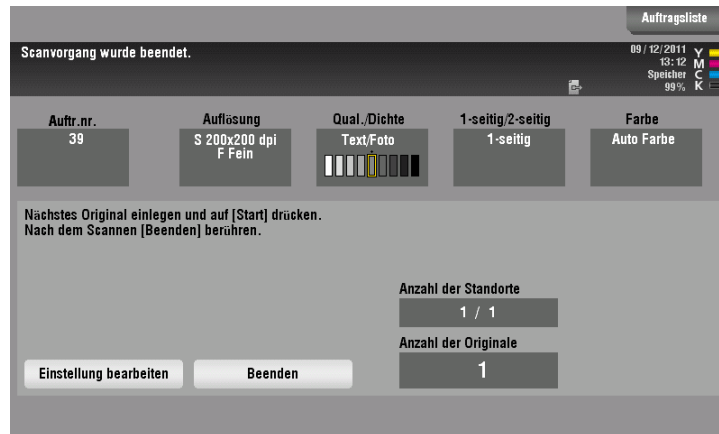 Auftragsliste
Scanvorgang wurde beendet.
09/12/2011
13:12
Speicher
99%
Y
M
C
K
Auftr.nr.
39
Auflösung
S 200x200 dpi
F Fein
Qual./Dichte
Text/Foto
1-seitig/2-seitig
1-seitig
Farbe
Auto Farbe
Nächstes Original einlegen und auf [Start] drücken.
Nach dem Scannen [Beenden] berühren.
Anzahl der Standorte
1 / 1
Anzahl der Originale
1
Einstellung bearbeiten
Beenden